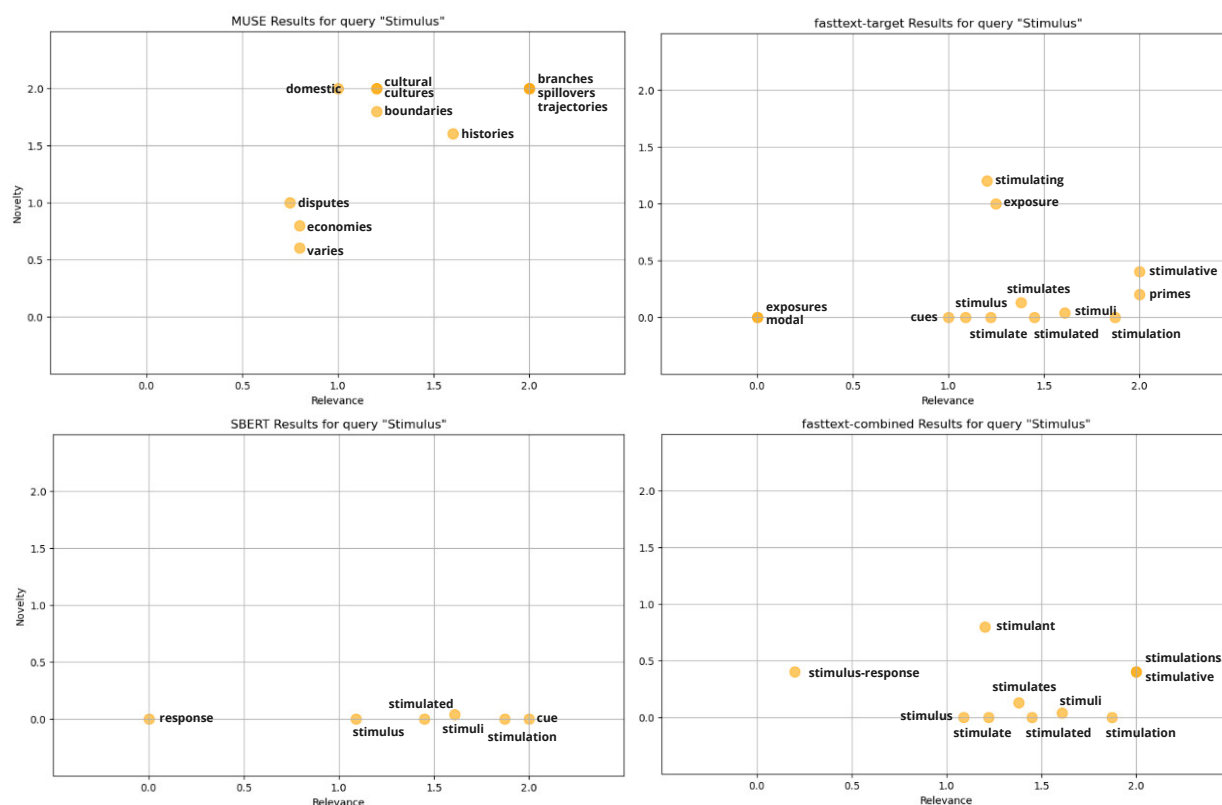 MUSE Results for query "Stimulus"
2.0
1.5
1.0
0.5
0.0
Novelty
domestic
cultural
cultures
boundaries
branches
spillovers
trajectories
histories
disputes
economies
varies
0.0
0.5
1.0
1.5
2.0
Relevance
fasttext-target Results for query "Stimulus"
2.0
1.5
1.0
0.5
0.0
stimulating
exposure
stimulative
primes
stimulates
stimulus
stimuli
exposures
modal
cues
stimulate
stimulated
stimulation
0.0
0.5
1.0
1.5
2.0
Relevance
SBERT Results for query "Stimulus"
2.0
1.5
1.0
0.5
0.0
Novelty
response
stimulated
stimulus
stimuli
cue
stimulation
0.0
0.5
1.0
1.5
2.0
Relevance
fasttext-combined Results for query "Stimulus"
2.0
1.5
1.0
0.5
0.0
stimulant
stimulus-response
stimulations
stimulative
stimulates
stimuli
stimulus
stimulate
stimulated
stimulation
0.0
0.5
1.0
1.5
2.0
Relevance